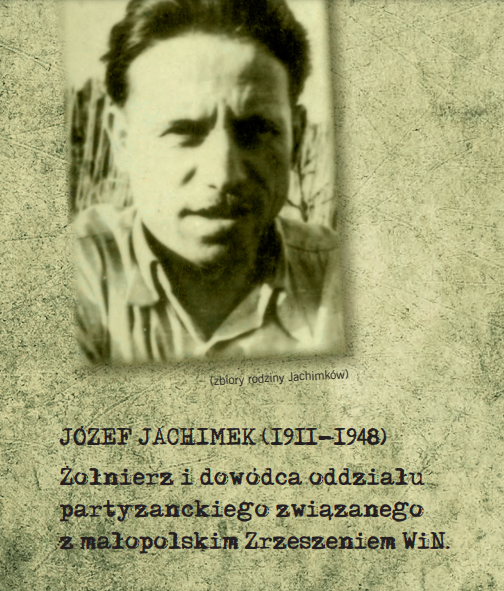 (zbiory rodziny Jachimków)
JÓZEF JACHIMEK (1911–1948)
Żołnierz i dowódca oddziału
partyzanckiego związanego
z małopolskim Zrzeszeniem WiN.